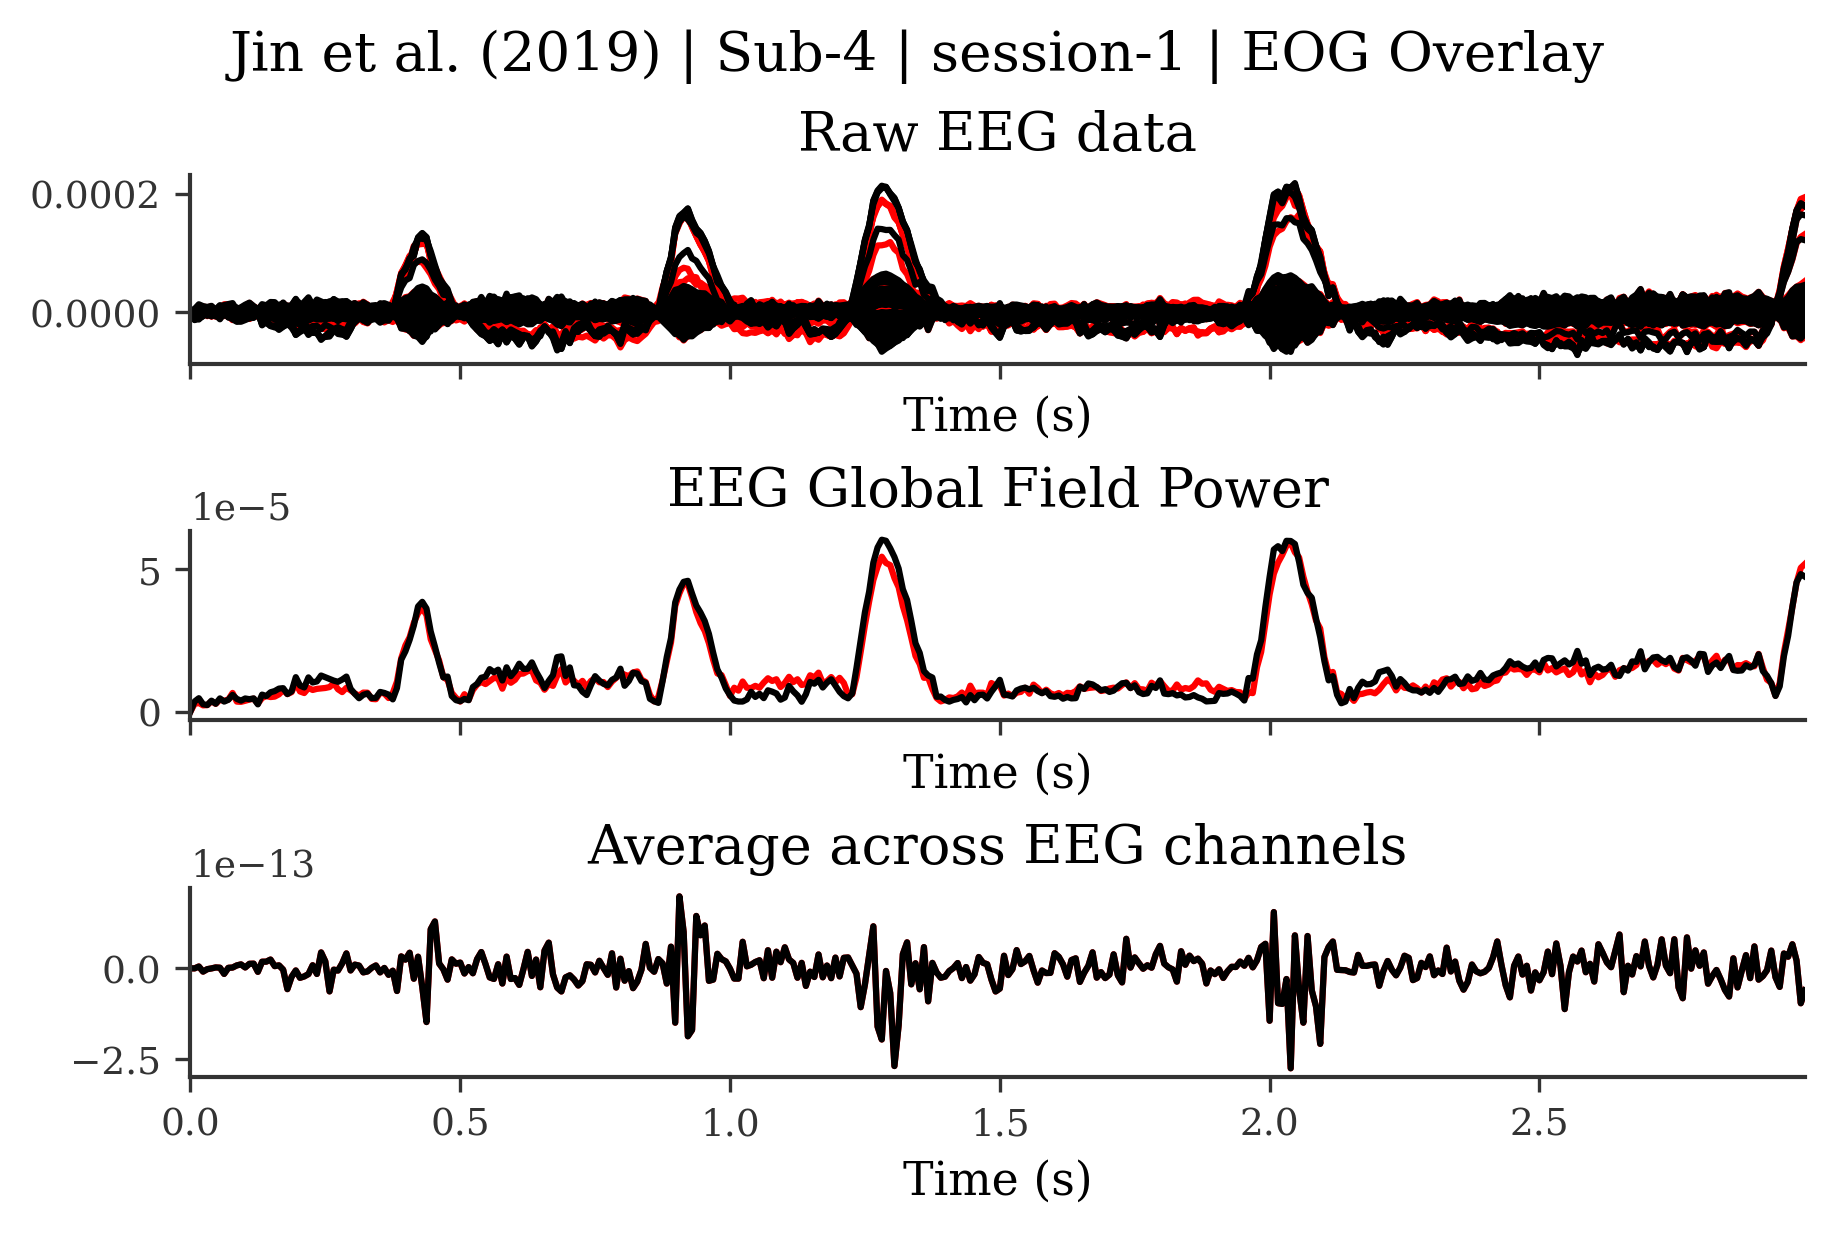 Jin et al. (2019) | Sub-4 | session-1 | EOG Overlay
Raw EEG data
0.0002
0.0000
Time (s)
EEG Global Field Power
1e−5
5
0
Time (s)
Average across EEG channels
1e−13
0.0
−2.5
0.0 0.5 1.0 1.5 2.0 2.5
Time (s)